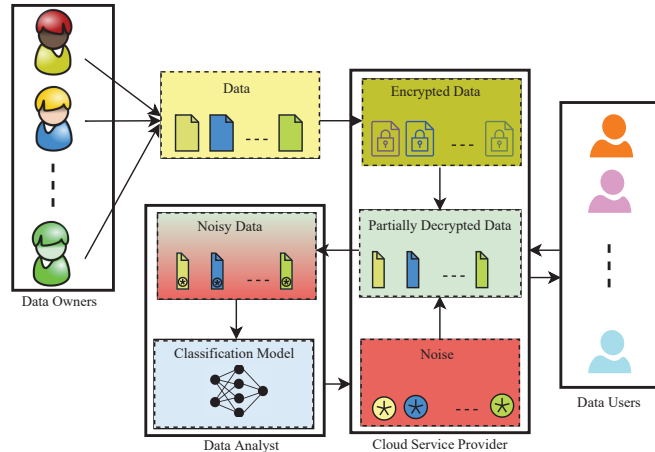 Data
Encrypted Data
Noisy Data
Partially Decrypted Data
Data Owners
Classification Model
Noise
Data Users
Data Analyst
Cloud Service Provider